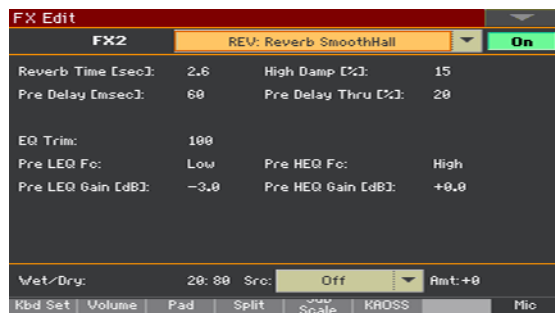 FX Edit
FX2 REV: Reverb SmoothHall On
Reverb Time [sec]: 2.6 High Damp [%]: 15
Pre Delay [msec]: 60 Pre Delay Thru [%]: 20
EQ Trim: 100
Pre LEQ Fc: Low Pre HEQ Fc: High
Pre LEQ Gain [dB]: -3.0 Pre HEQ Gain [dB]: +0.0
Wet/Dry: 20:80 Src: Off Amt:+0
Kbd Set Volume Pad Split Sub Scale KAOSS Mic